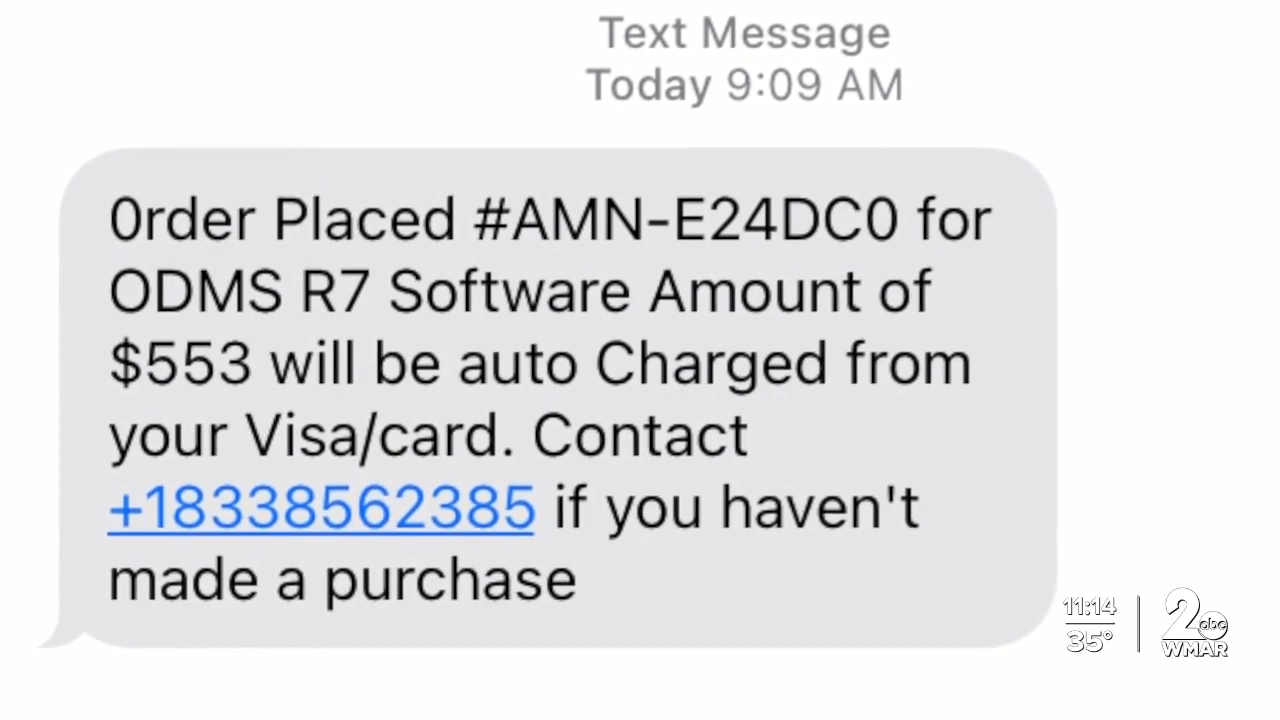 Text Message
Today 9:09 AM
0rder Placed #AMN-E24DC0 for
ODMS R7 Software Amount of
$553 will be auto Charged from
your Visa/card. Contact
+18338562385 if you haven't
made a purchase
11:14
35°
2
abc
WMAR